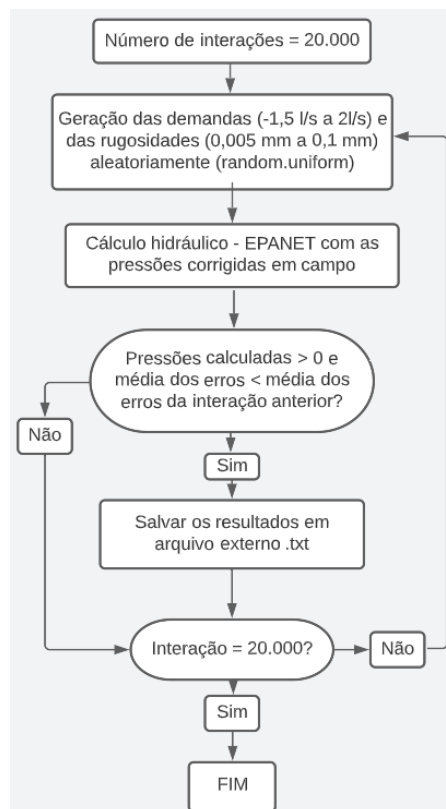 Número de interações = 20.000
Geração das demandas (-1,5 l/s a 2l/s) e
das rugosidades (0,005 mm a 0,1 mm)
aleatoriamente (random.uniform)
Cálculo hidráulico - EPANET com as
pressões corrigidas em campo
Pressões calculadas > 0 e
média dos erros < média dos
erros da interação anterior?
Não
Sim
Salvar os resultados em
arquivo externo .txt
Interação = 20.000?
Não
Sim
FIM